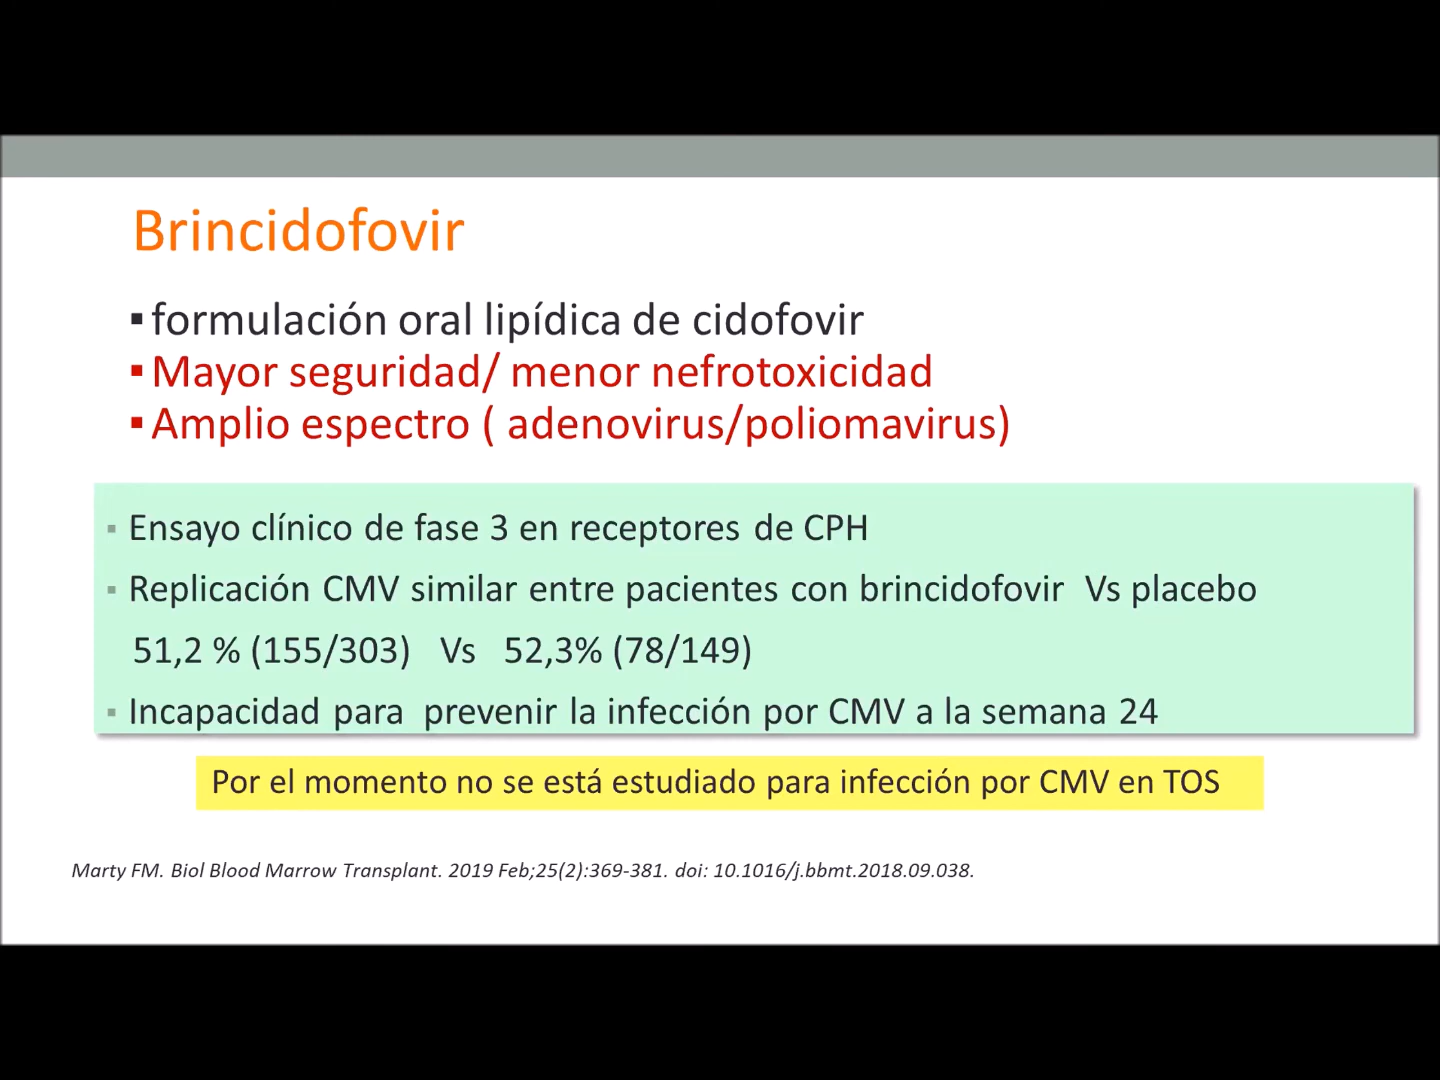 Brincidofovir
▪formulación oral lipídica de cidofovir
▪Mayor seguridad/ menor nefrotoxicidad
▪Amplio espectro ( adenovirus/poliomavirus)
▪ Ensayo clínico de fase 3 en receptores de CPH
▪ Replicación CMV similar entre pacientes con brincidofovir Vs placebo
51,2 % (155/303) Vs 52,3% (78/149)
▪ Incapacidad para prevenir la infección por CMV a la semana 24
Por el momento no se está estudiado para infección por CMV en TOS
Marty FM. Biol Blood Marrow Transplant. 2019 Feb;25(2):369-381. doi: 10.1016/j.bbmt.2018.09.038.